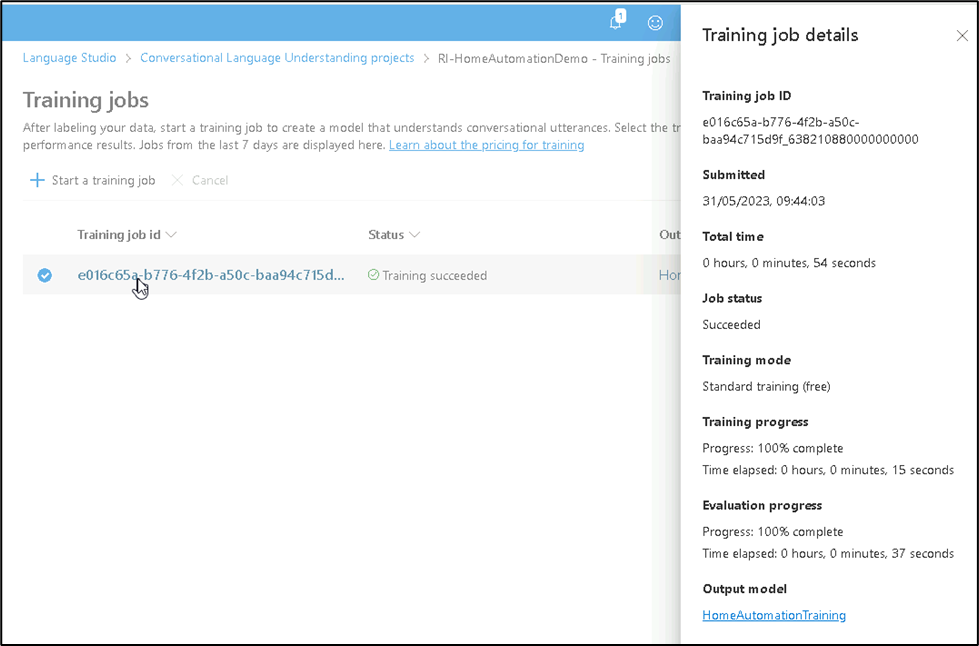 1
Language Studio > Conversational Language Understanding projects > RI-HomeAutomationDemo - Training jobs
Training jobs
After labeling your data, start a training job to create a model that understands conversational utterances. Select the tr
performance results. Jobs from the last 7 days are displayed here. Learn about the pricing for training
Start a training job Cancel
Training job id Status Out
e016c65a-b776-4f2b-a50c-baa94c715d... Training succeeded Hor
Training job details
Training job ID
e016c65a-b776-4f2b-a50c-
baa94c715d9f_638210880000000000
Submitted
31/05/2023, 09:44:03
Total time
0 hours, 0 minutes, 54 seconds
Job status
Succeeded
Training mode
Standard training (free)
Training progress
Progress: 100% complete
Time elapsed: 0 hours, 0 minutes, 15 seconds
Evaluation progress
Progress: 100% complete
Time elapsed: 0 hours, 0 minutes, 37 seconds
Output model
HomeAutomationTraining